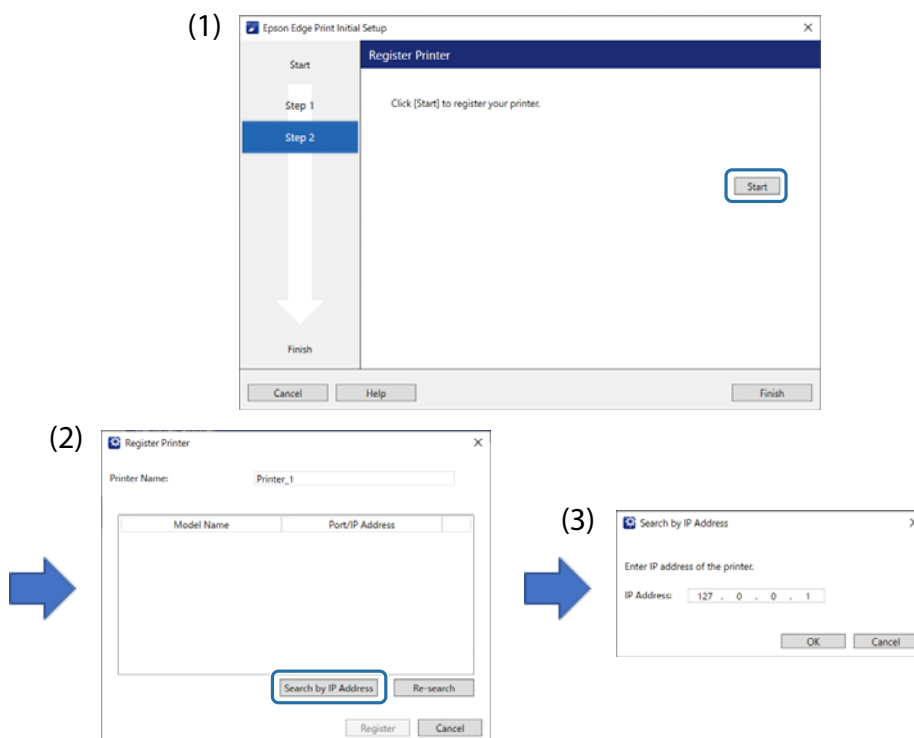 (1)
Epson Edge Print Initial Setup
Start
Register Printer
Step 1
Click [Start] to register your printer.
Step 2
Start
Finish
Cancel
Help
Finish
(2)
Register Printer
Printer Name:
Printer_1
Model Name
Port/IP Address
Search by IP Address
Re-search
Register
Cancel
(3)
Search by IP Address
Enter IP address of the printer.
IP Address:
127 . 0 . 0 . 1
OK
Cancel